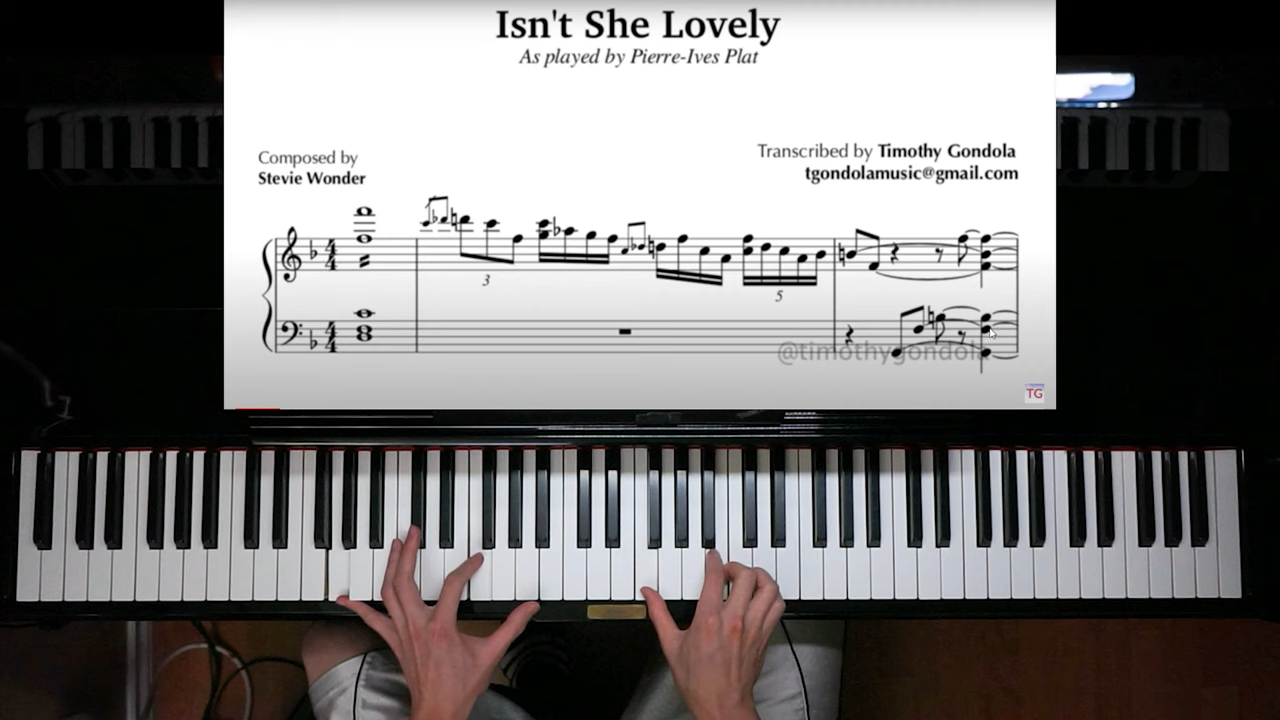 Isn't She Lovely
As played by Pierre-Ives Plat
Composed by
Stevie Wonder
Transcribed by Timothy Gondola
tgondolamusic@gmail.com
3
5
@timothygondola
TG